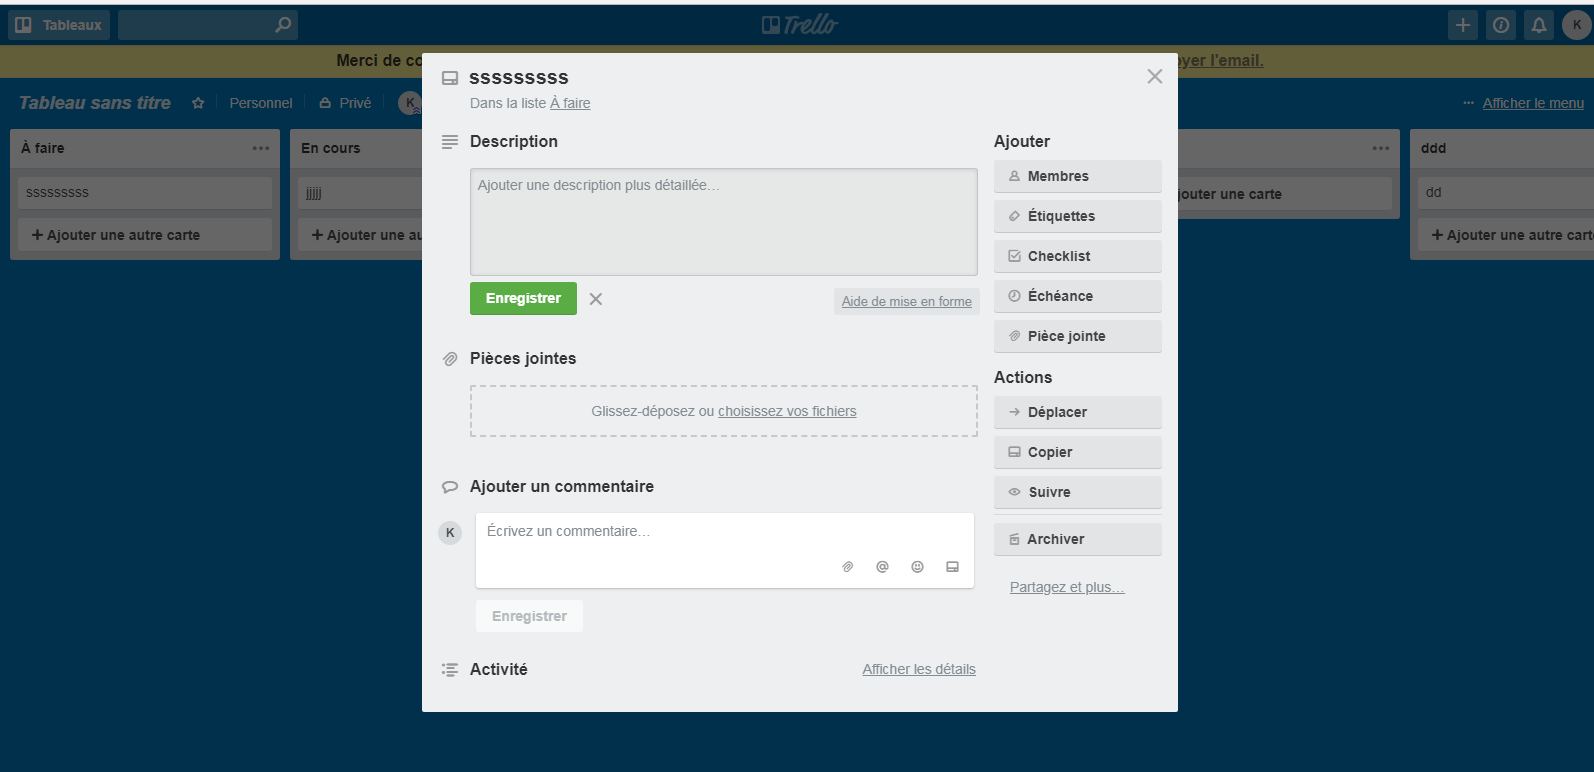 Tableaux
Trello
K
Merci de co
yer l'email.
Tableau sans titre
Personnel
Privé
K
Afficher le menu
À faire
sssssssss
+ Ajouter une autre carte
En cours
jjjjj
+ Ajouter une au
jouter une carte
ddd
dd
+ Ajouter une autre cart
sssssssss
Dans la liste À faire
Description
Ajouter une description plus détaillée…
Enregistrer
Aide de mise en forme
Pièces jointes
Glissez-déposez ou choisissez vos fichiers
Ajouter un commentaire
K
Écrivez un commentaire…
@
Enregistrer
Activité
Afficher les détails
Ajouter
Membres
Étiquettes
Checklist
Échéance
Pièce jointe
Actions
Déplacer
Copier
Suivre
Archiver
Partagez et plus…